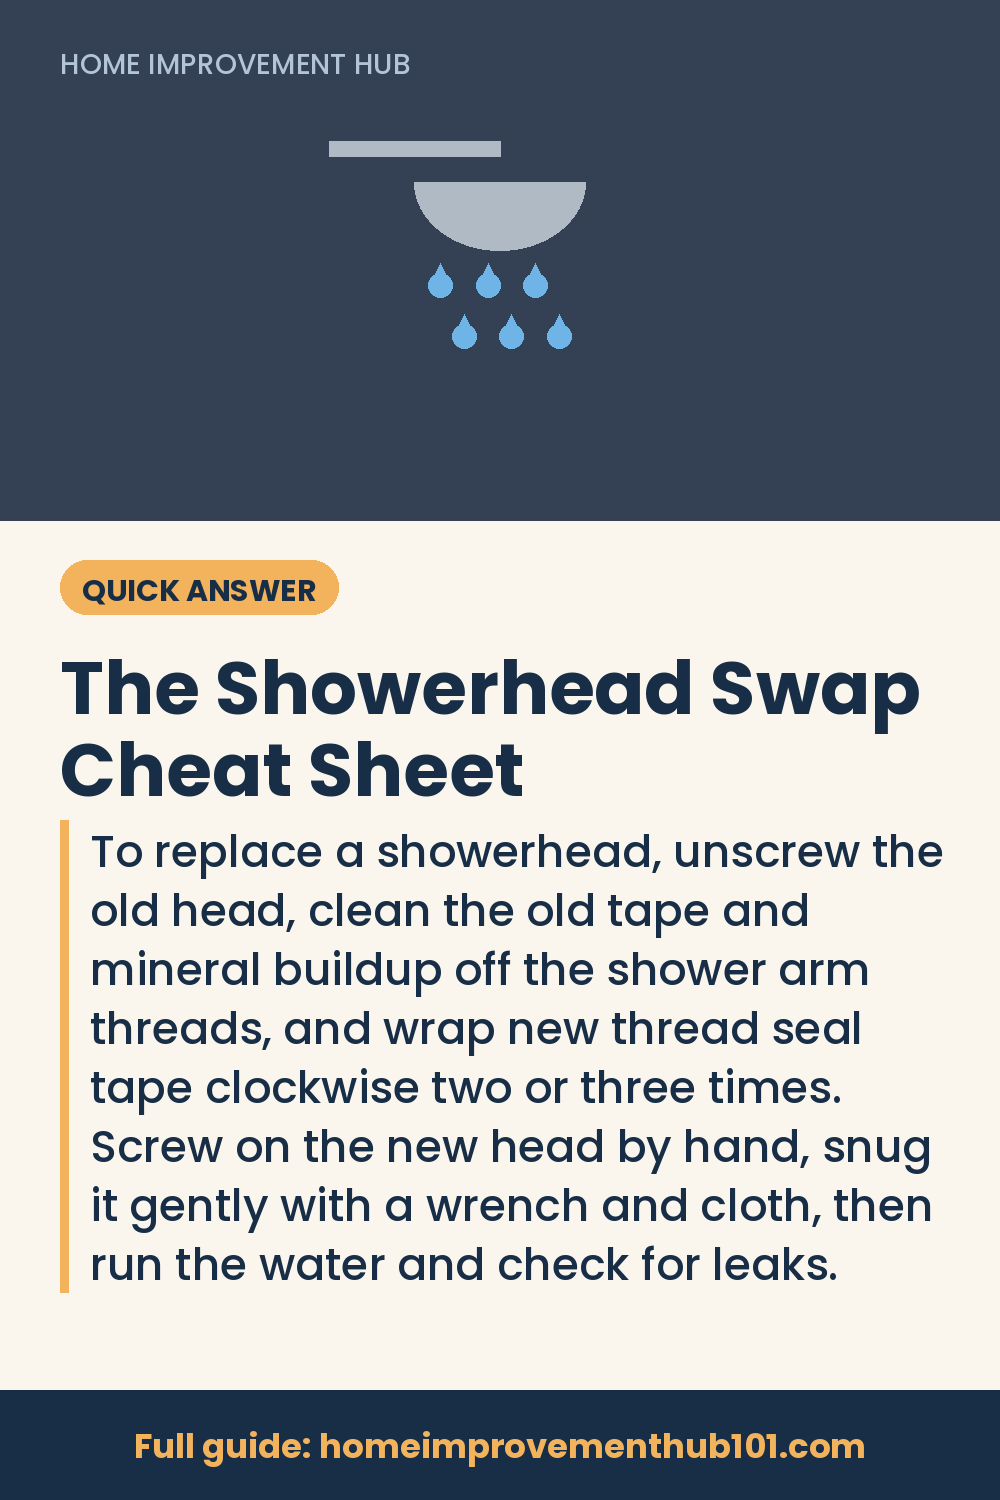 HOME IMPROVEMENT HUB
QUICK ANSWER
The Showerhead Swap
Cheat Sheet
To replace a showerhead, unscrew the
old head, clean the old tape and
mineral buildup off the shower arm
threads, and wrap new thread seal
tape clockwise two or three times.
Screw on the new head by hand, snug
it gently with a wrench and cloth, then
run the water and check for leaks.
Full guide: homeimprovementhub101.com